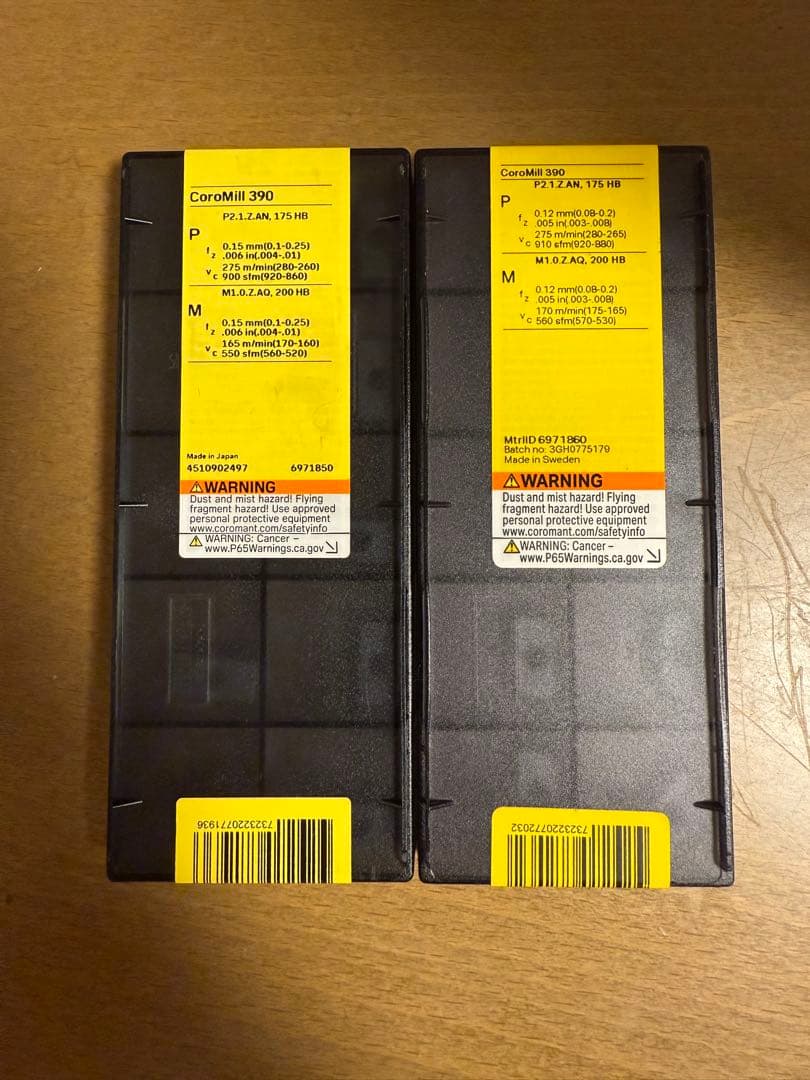 CoroMill 390
P2.1.Z.AN, 175 HB
P
fz 0.15 mm(0.1-0.25)
.006 in(.004-.01)
vc 275 m/min(280-260)
900 sfm(920-860)
M1.0.Z.AQ, 200 HB
M
fz 0.15 mm(0.1-0.25)
.006 in(.004-.01)
vc 165 m/min(170-160)
550 sfm(560-520)
Made in Japan
4510902497 6971850
WARNING
Dust and mist hazard! Flying
fragment hazard! Use approved
personal protective equipment
www.coromant.com/safetyinfo
WARNING: Cancer –
www.P65Warnings.ca.gov
7323220771936
CoroMill 390
P2.1.Z.AN, 175 HB
P
fz 0.12 mm(0.08-0.2)
.005 in(.003-.008)
vc 275 m/min(280-265)
910 sfm(920-880)
M1.0.Z.AQ, 200 HB
M
fz 0.12 mm(0.08-0.2)
.005 in(.003-.008)
vc 170 m/min(175-165)
560 sfm(570-530)
MtrlID 6971860
Batch no: 3GH0775179
Made in Sweden
WARNING
Dust and mist hazard! Flying
fragment hazard! Use approved
personal protective equipment
www.coromant.com/safetyinfo
WARNING: Cancer –
www.P65Warnings.ca.gov
7323220772032